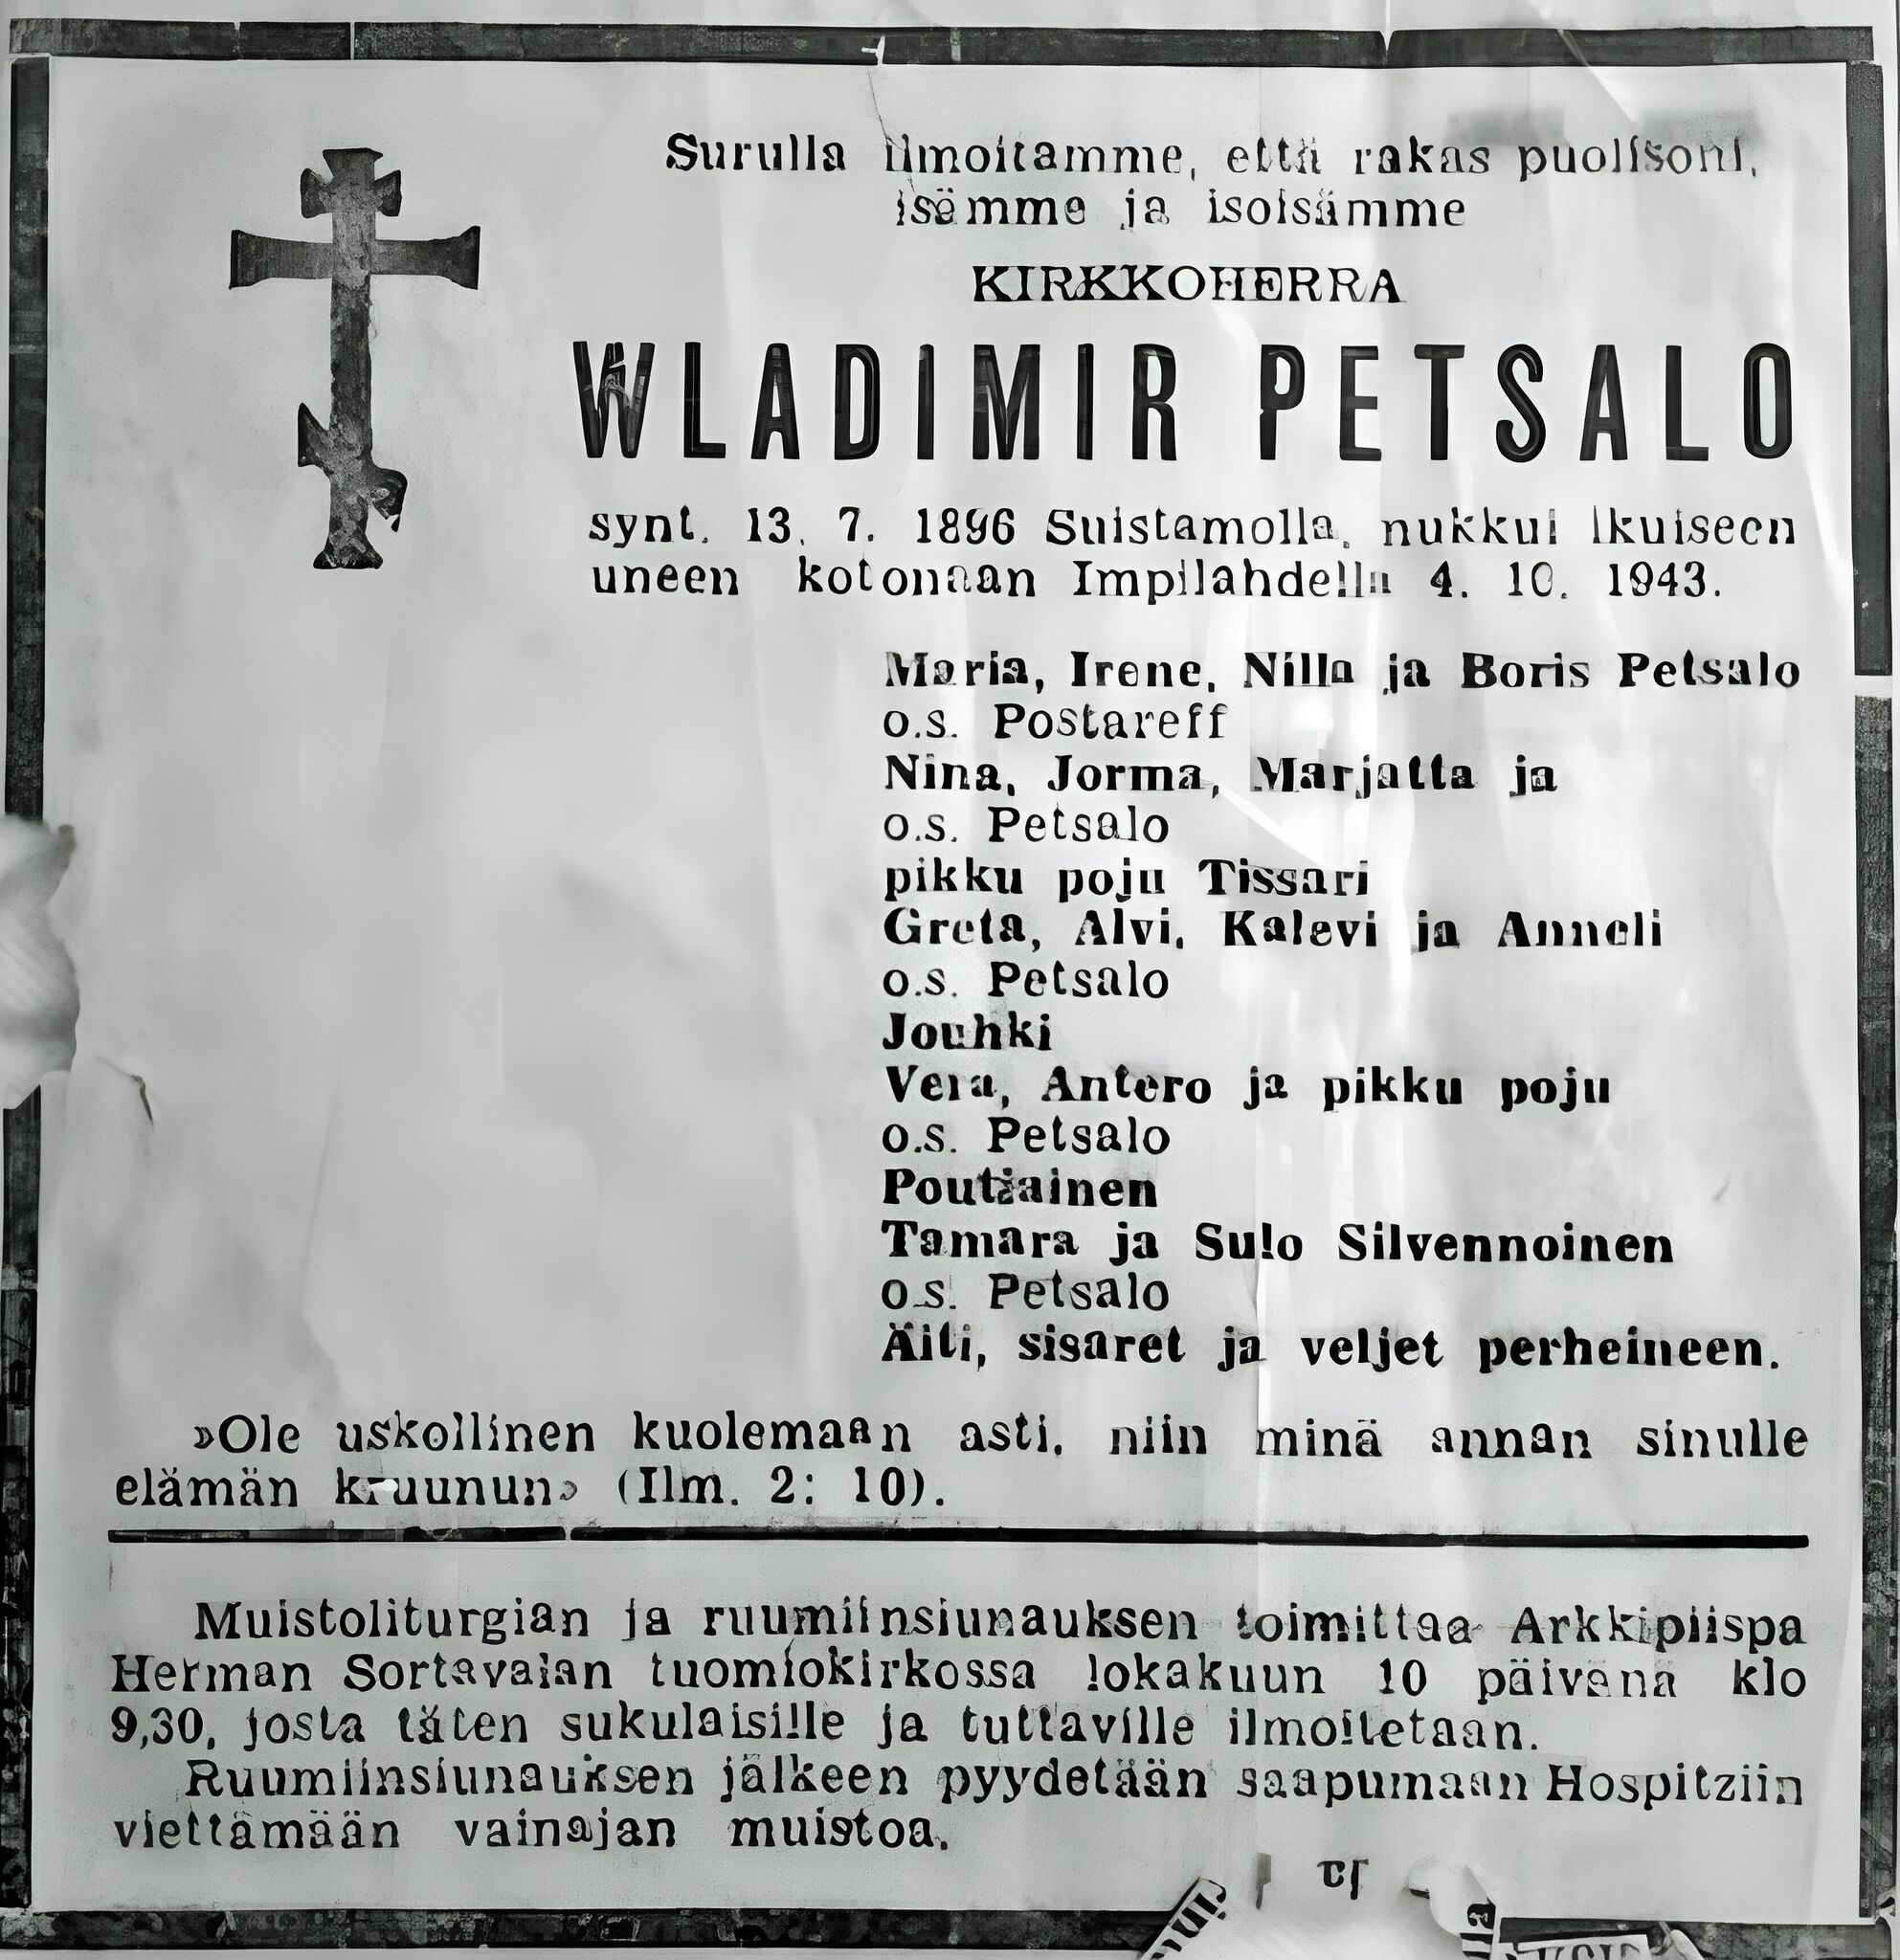 Surulla ilmoitamme, että rakas puolisoni,
isämme ja isoisämme
KIRKKOHERRA
WLADIMIR PETSALO
synt. 13. 7. 1896 Suistamolla, nukkui ikuiseen
uneen kotonaan Impilahdella 4. 10. 1943.
Maria, Irene, Nilla ja Boris Petsalo
o.s. Postareff
Nina, Jorma, Marjatta ja
o.s. Petsalo
pikku poju Tissari
Greta, Alvi, Kalevi ja Anneli
o.s. Petsalo
Jouhki
Vera, Antero ja pikku poju
o.s. Petsalo
Poutiainen
Tamara ja Sulo Silvennoinen
o.s. Petsalo
Äiti, sisaret ja veljet perheineen.
»Ole uskollinen kuolemaan asti, niin minä annan sinulle
elämän kruunun» (Ilm. 2: 10).
Muistoliturgian ja ruumiinsiunauksen toimittaa Arkkipiispa
Herman Sortavalan tuomiokirkossa lokakuun 10 päivänä klo
9,30, josta täten sukulaisille ja tuttaville ilmoitetaan.
Ruumiinsiunauksen jälkeen pyydetään saapumaan Hospitziin
viettämään vainajan muistoa.